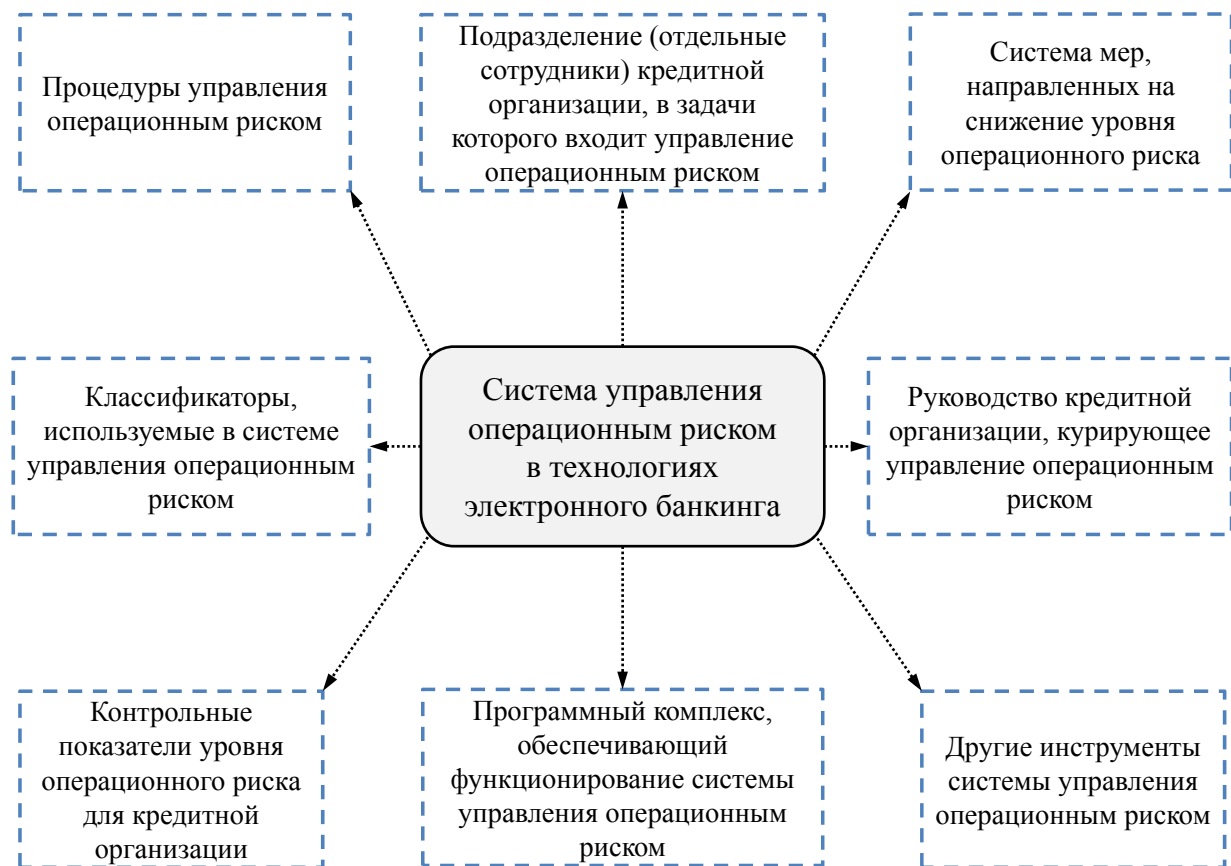 Процедуры управления
операционным риском
Подразделение (отдельные
сотрудники) кредитной
организации, в задачи
которого входит управление
операционным риском
Система мер,
направленных на
снижение уровня
операционного риска
Классификаторы,
используемые в системе
управления операционным
риском
Система управления
операционным риском
в технологиях
электронного банкинга
Руководство кредитной
организации, курирующее
управление операционным
риском
Контрольные
показатели уровня
операционного риска
для кредитной
организации
Программный комплекс,
обеспечивающий
функционирование системы
управления операционным
риском
Другие инструменты
системы управления
операционным риском